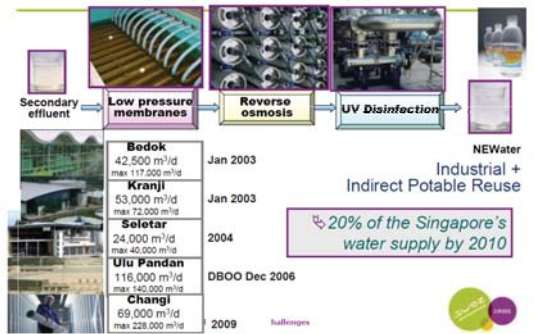 Secondary
effluent
Low pressure
membranes
Reverse
osmosis
UV Disinfection
NEWater
Industrial +
Indirect Potable Reuse
Bedok
42,500 m³/d
max 117,000 m³/d
Jan 2003
Kranji
53,000 m³/d
max 72,000 m³/d
Jan 2003
Seletar
24,000 m³/d
max 40,000 m³/d
2004
Ulu Pandan
116,000 m³/d
max 140,000 m³/d
DBOO Dec 2006
Changi
69,000 m³/d
max 228,000 m³/d
2009
hallenges
20% of the Singapore's
water supply by 2010
SUEZ